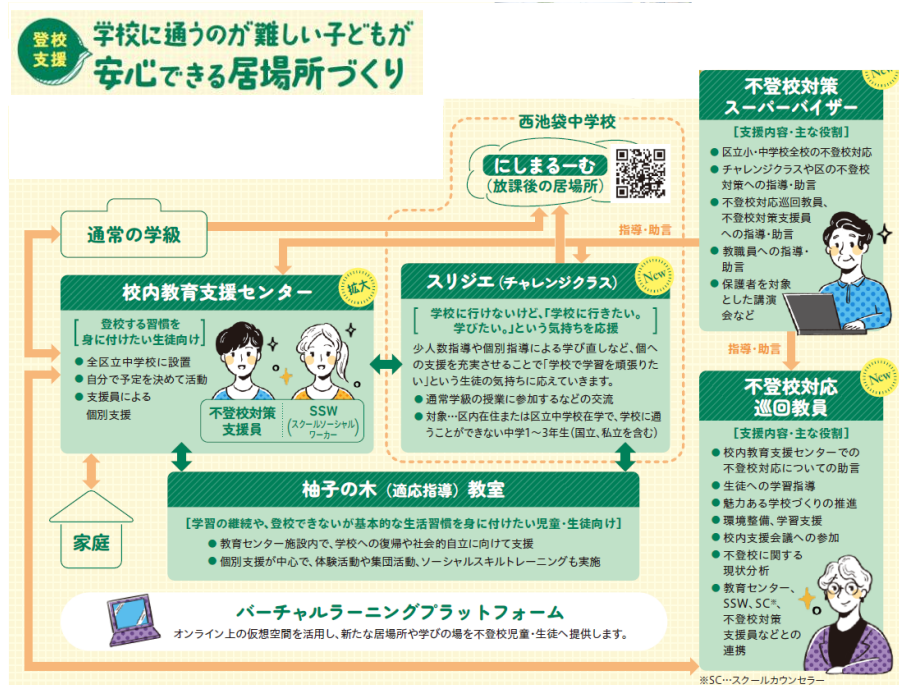 登校
支援
学校に通うのが難しい子どもが
安心できる居場所づくり
西池袋中学校
にしまるーむ
(放課後の居場所)
通常の学級
指導・助言
校内教育支援センター
拡大
登校する習慣を
身に付けたい生徒向け
●全区立中学校に設置
●自分で予定を決めて活動
●支援員による
個別支援
不登校対策
支援員
SSW
(スクールソーシャル
ワーカー)
スリジエ(チャレンジクラス)
New
学校に行けないけど、「学校に行きたい。
学びたい。」という気持ちを応援
少人数指導や個別指導による学び直しなど、個へ
の支援を充実させることで「学校で学習を頑張りた
い」という生徒の気持ちに応えていきます。
●通常学級の授業に参加するなどの交流
●対象…区内在住または区立中学校在学で、学校に通
うことができない中学1~3年生(国立、私立を含む)
家庭
柚子の木(適応指導)教室
[学習の継続や、登校できないが基本的な生活習慣を身に付けたい児童・生徒向け]
●教育センター施設内で、学校への復帰や社会的自立に向けて支援
●個別支援が中心で、体験活動や集団活動、ソーシャルスキルトレーニングも実施
バーチャルラーニングプラットフォーム
オンライン上の仮想空間を活用し、新たな居場所や学びの場を不登校児童・生徒へ提供します。
New
不登校対策
スーパーバイザー
[支援内容・主な役割]
●区立小・中学校全校の不登校対応
●チャレンジクラスや区の不登校
対策への指導・助言
●不登校対応巡回教員、
不登校対策支援員
への指導・助言
●教職員への指導・
助言
●保護者を対象
とした講演
会など
指導・助言
不登校対応
巡回教員
New
[支援内容・主な役割]
●校内教育支援センターでの
不登校対応についての助言
●生徒への学習指導
●魅力ある学校づくりの推進
●環境整備、学習支援
●校内支援会議への参加
●不登校に関する
現状分析
●教育センター、
SSW、SC※、
不登校対策
支援員などとの
連携
※SC…スクールカウンセラー